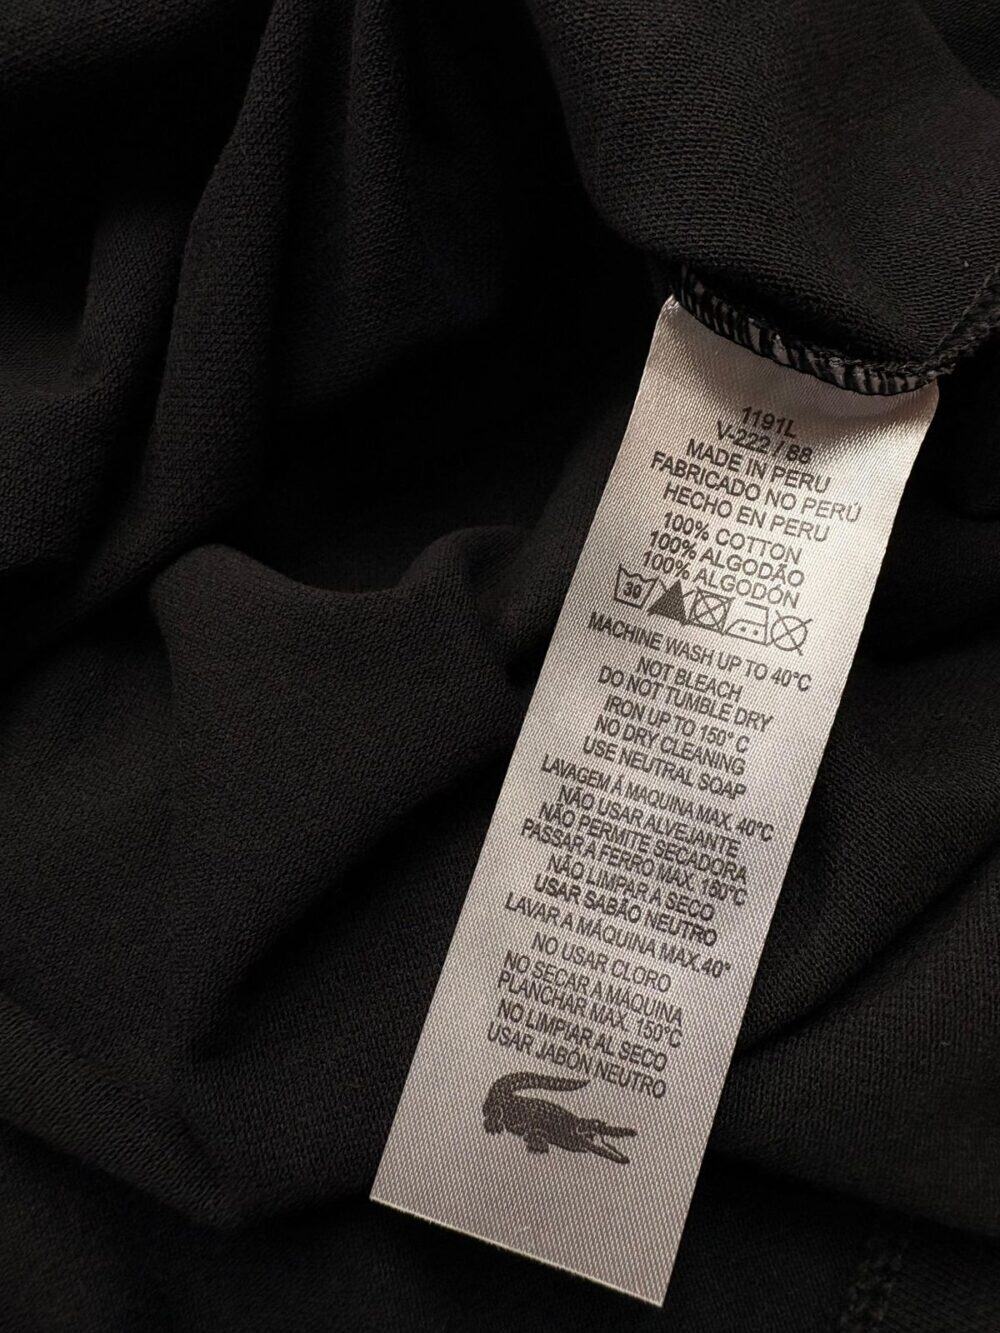 1191L
V-222 / 88
MADE IN PERU
FABRICADO NO PERÚ
HECHO EN PERU
100% COTTON
100% ALGODÃO
100% ALGODÓN
30
MACHINE WASH UP TO 40°C
NOT BLEACH
DO NOT TUMBLE DRY
IRON UP TO 150° C
NO DRY CLEANING
USE NEUTRAL SOAP
LAVAGEM À MAQUINA MAX. 40°C
NÃO USAR ALVEJANTE
NÃO PERMITE SECADORA
PASSAR A FERRO MAX. 150°C
NÃO LIMPAR A SECO
USAR SABÃO NEUTRO
LAVAR A MÁQUINA MAX.40°
NO USAR CLORO
NO SECAR A MÁQUINA
PLANCHAR MAX. 150°C
NO LIMPIAR AL SECO
USAR JABÓN NEUTRO